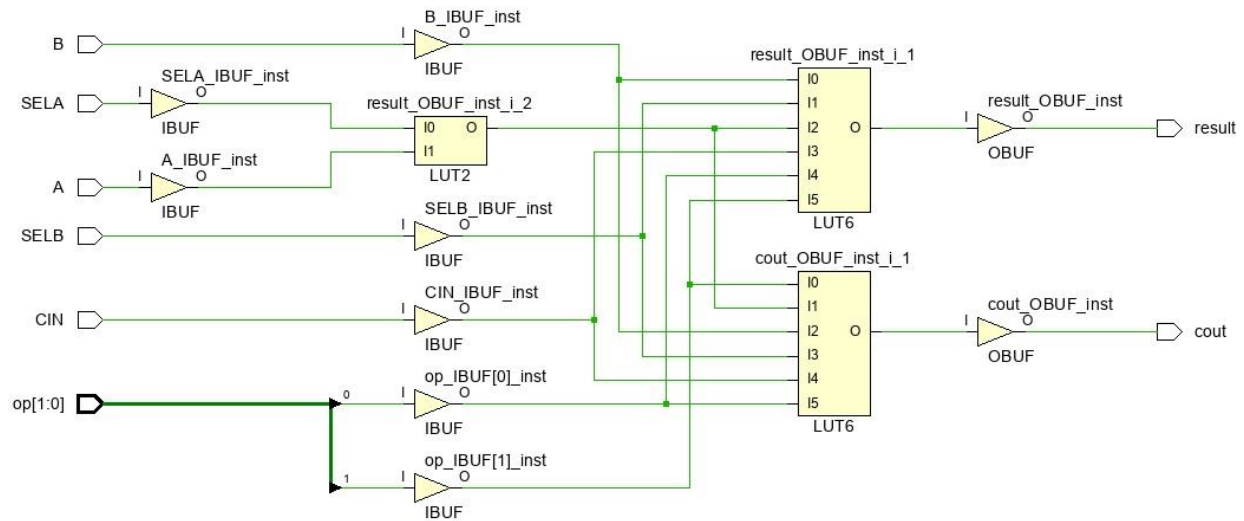 B
I
B_IBUF_inst
O
IBUF
SELA
I
SELA_IBUF_inst
O
IBUF
A
I
A_IBUF_inst
O
IBUF
result_OBUF_inst_i_2
I0
O
I1
LUT2
SELB
I
SELB_IBUF_inst
O
IBUF
CIN
I
CIN_IBUF_inst
O
IBUF
op[1:0]
0
I
op_IBUF[0]_inst
O
IBUF
1
I
op_IBUF[1]_inst
O
IBUF
result_OBUF_inst_i_1
I0
I1
I2
O
I3
I4
I5
LUT6
I
result_OBUF_inst
O
OBUF
result
cout_OBUF_inst_i_1
I0
I1
I2
O
I3
I4
I5
LUT6
I
cout_OBUF_inst
O
OBUF
cout